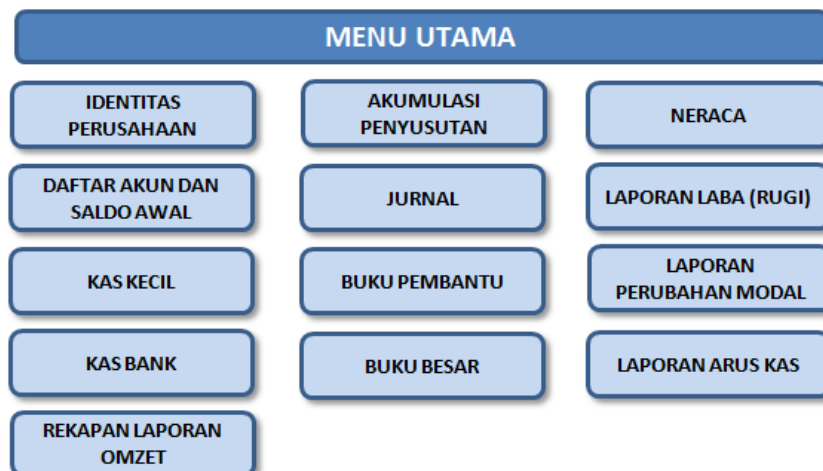 MENU UTAMA
IDENTITAS
PERUSAHAAN
DAFTAR AKUN DAN
SALDO AWAL
KAS KECIL
KAS BANK
REKAPAN LAPORAN
OMZET
AKUMULASI
PENYUSUTAN
JURNAL
BUKU PEMBANTU
BUKU BESAR
NERACA
LAPORAN LABA (RUGI)
LAPORAN
PERUBAHAN MODAL
LAPORAN ARUS KAS